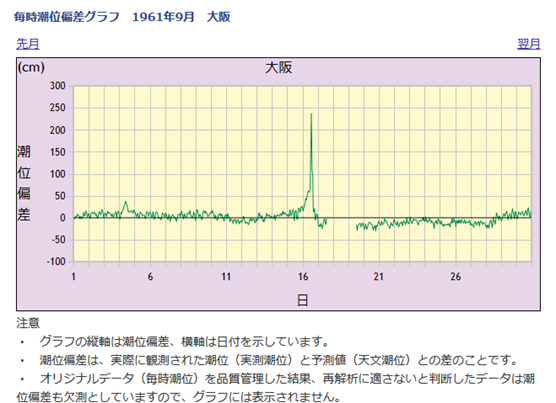 毎時潮位偏差グラフ　1961年9月　大阪
先月　翌月
(cm)　大阪
300
250
200
150
100
50
0
-50
-100
潮位偏差
1　6　11　16　21　26
日
注意
・　グラフの縦軸は潮位偏差、横軸は日付を示しています。
・　潮位偏差は、実際に観測された潮位（実測潮位）と予測値（天文潮位）との差のことです。
・　オリジナルデータ（毎時潮位）を品質管理した結果、再解析に適さないと判断したデータは潮
位偏差も欠測としていますので、グラフには表示されません。